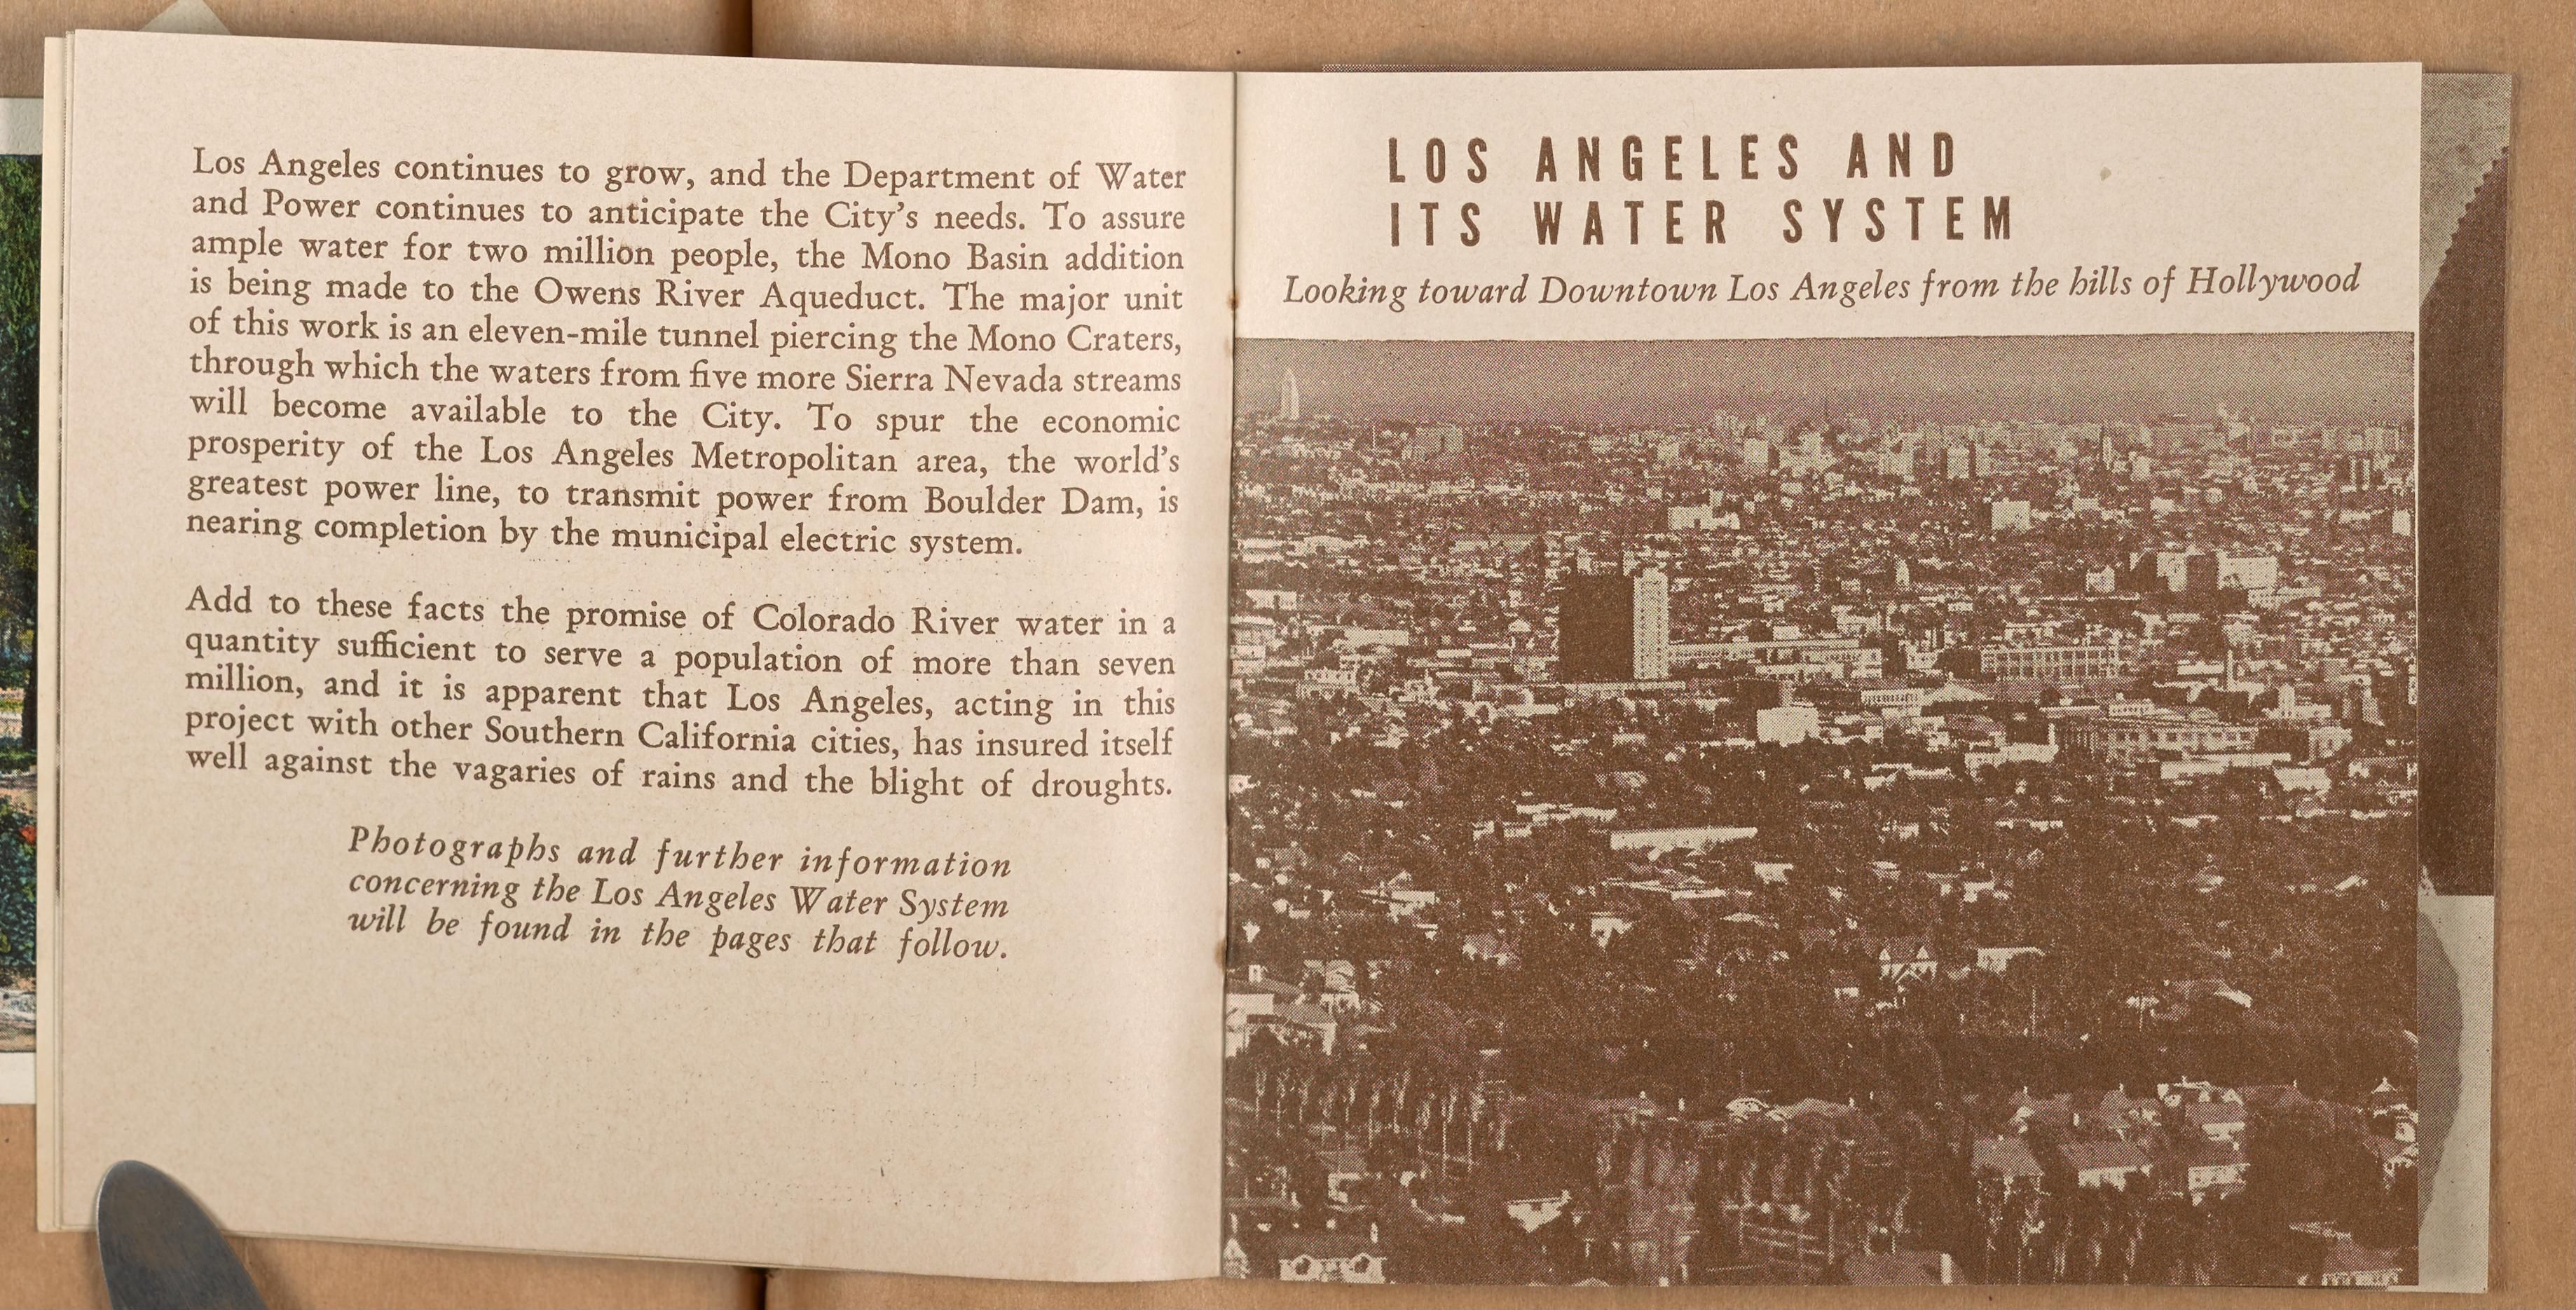 Los Angeles continues to grow, and the Department of Water
and Power continues to anticipate the City's needs. To assure
ample water for two million people, the Mono Basin addition
is being made to the Owens River Aqueduct. The major unit
of this work is an eleven-mile tunnel piercing the Mono Craters,
through which the waters from five more Sierra Nevada streams
will become available to the City. To spur the economic
prosperity of the Los Angeles Metropolitan area, the world's
greatest power line, to transmit power from Boulder Dam, is
nearing completion by the municipal electric system.
Add to these facts the promise of Colorado River water in a
quantity sufficient to serve a population of more than seven
million, and it is apparent that Los Angeles, acting in this
project with other Southern California cities, has insured itself
well against the vagaries of rains and the blight of droughts.
Photographs and further information
concerning the Los Angeles Water System
will be found in the pages that follow.
LOS ANGELES AND
ITS WATER SYSTEM
Looking toward Downtown Los Angeles from the hills of Hollywood